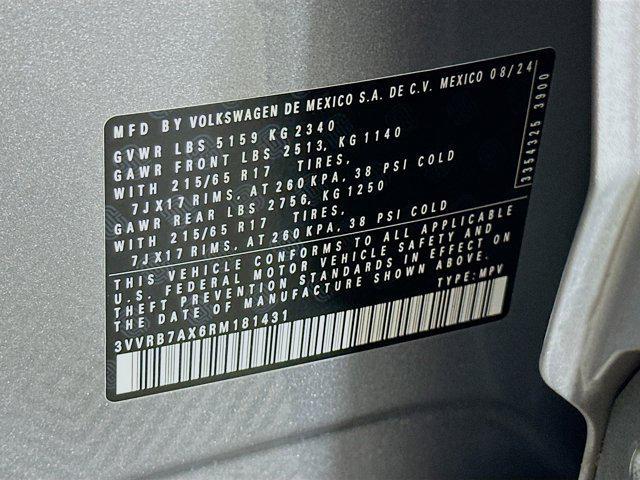 MFD BY VOLKSWAGEN DE MEXICO S.A. DE C.V. MEXICO 08/24
GVWR LBS 5159 KG 2340
GAWR FRONT LBS 2513, KG 1140
WITH 215/65 R17 TIRES,
7JX17 RIMS, AT 260 KPA, 38 PSI COLD
GAWR REAR LBS 2756, KG 1250
WITH 215/65 R17 TIRES,
7JX17 RIMS, AT 260 KPA, 38 PSI COLD
3354325 3900
THIS VEHICLE CONFORMS TO ALL APPLICABLE
U.S. FEDERAL MOTOR VEHICLE SAFETY AND
THEFT PREVENTION STANDARDS IN EFFECT ON
THE DATE OF MANUFACTURE SHOWN ABOVE.
3VVRB7AX6RM181431 TYPE: MPV